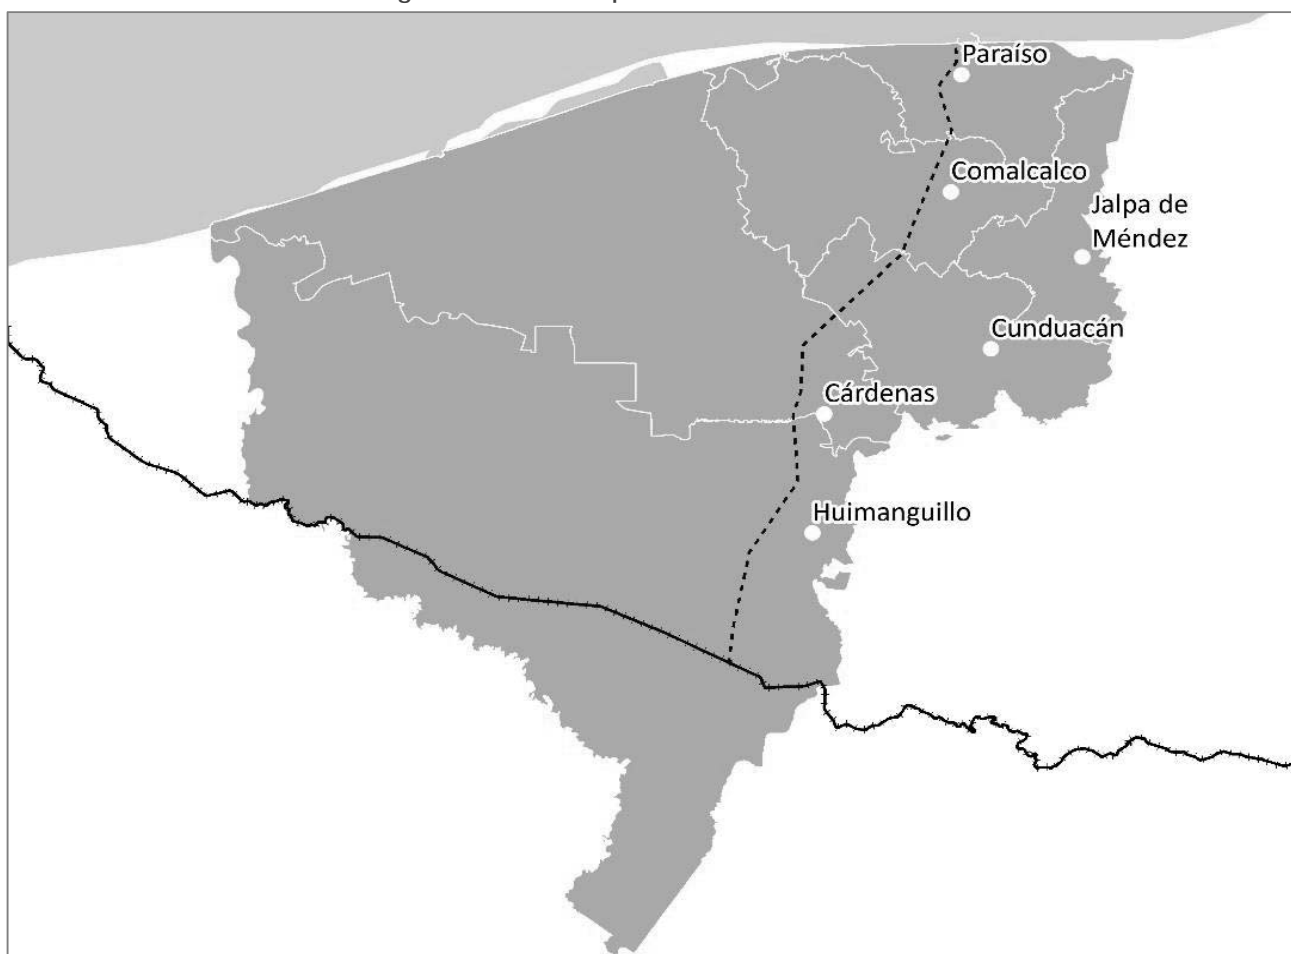 Paraíso
Comalcalco
Jalpa de
Méndez
Cunduacán
Cárdenas
Huimanguillo